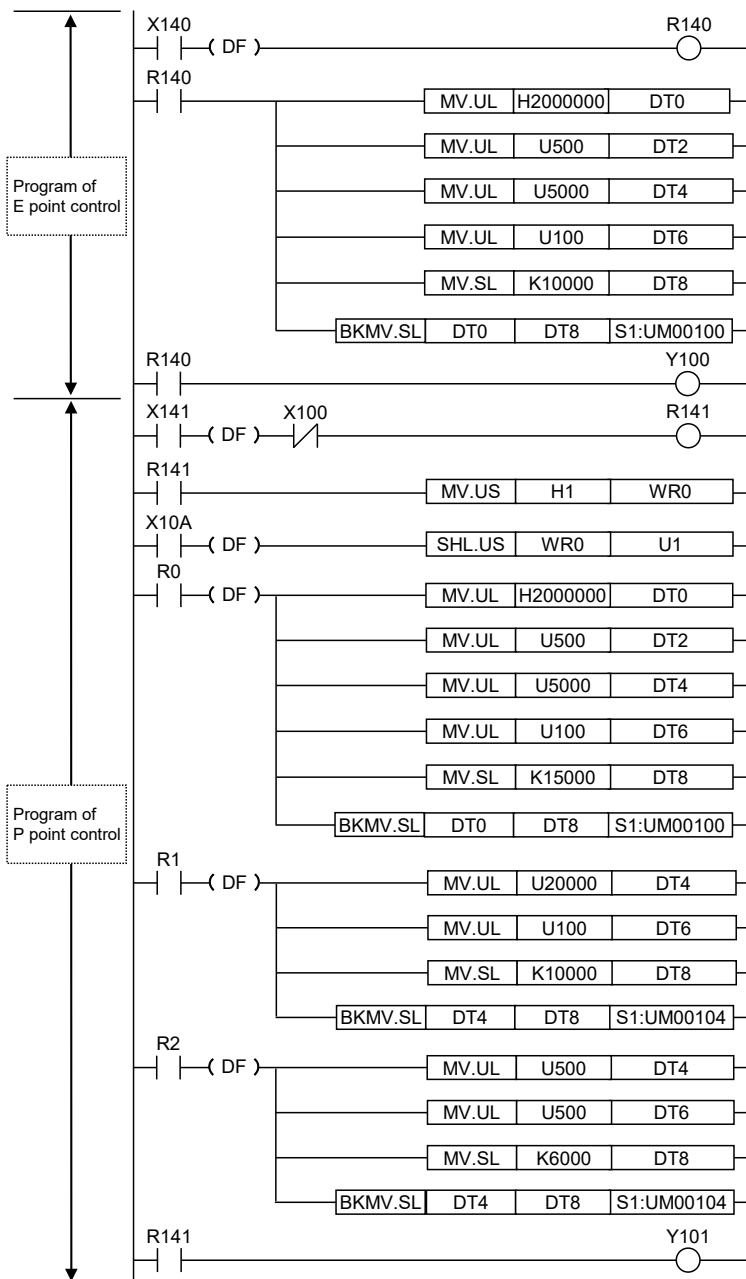 X140 R140
( DF )
R140
MV.UL H2000000 DT0
MV.UL U500 DT2
Program of
E point control
MV.UL U5000 DT4
MV.UL U100 DT6
MV.SL K10000 DT8
BKMV.SL DT0 DT8 S1:UM00100
R140 Y100
X141 X100 R141
( DF )
R141
MV.US H1 WR0
X10A
( DF ) SHL.US WR0 U1
R0
( DF ) MV.UL H2000000 DT0
MV.UL U500 DT2
MV.UL U5000 DT4
MV.UL U100 DT6
MV.SL K15000 DT8
Program of
P point control
BKMV.SL DT0 DT8 S1:UM00100
R1
( DF ) MV.UL U20000 DT4
MV.UL U100 DT6
MV.SL K10000 DT8
BKMV.SL DT4 DT8 S1:UM00104
R2
( DF ) MV.UL U500 DT4
MV.UL U500 DT6
MV.SL K6000 DT8
BKMV.SL DT4 DT8 S1:UM00104
R141 Y101